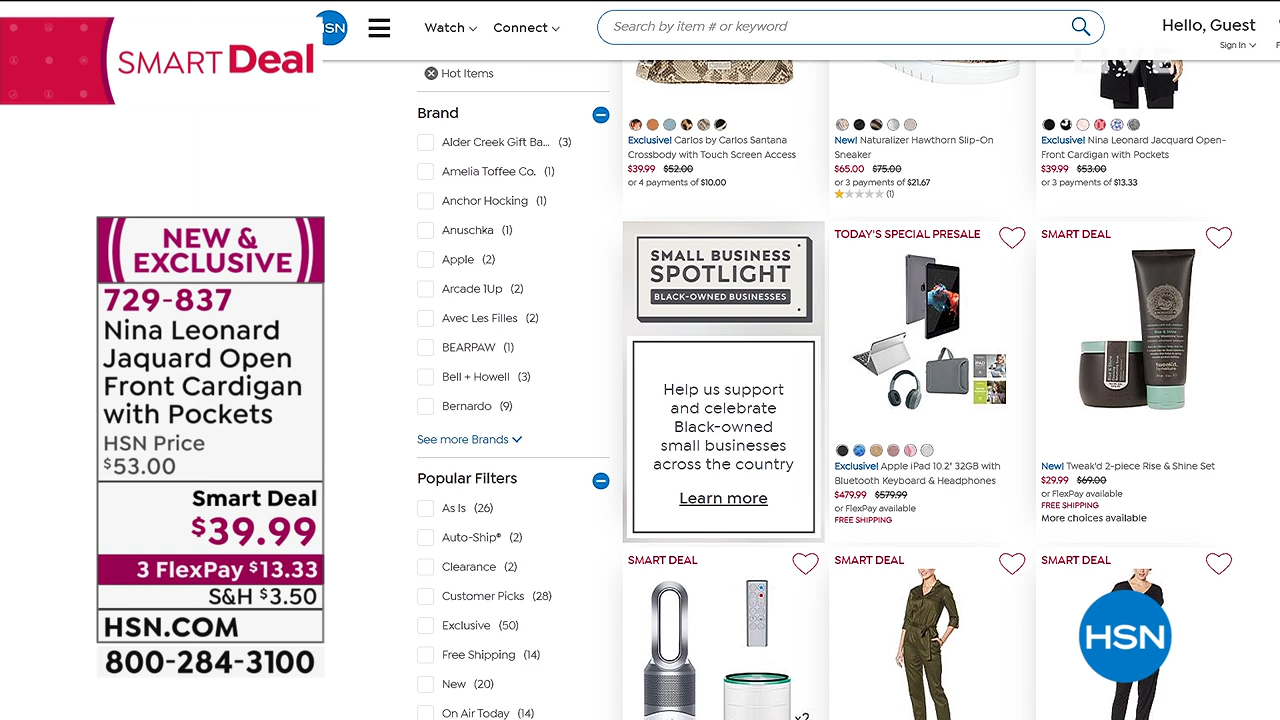 SMART Deal
HSN
Watch
Connect
Search by item # or keyword
Hello, Guest
Sign In
LIVE
NEW &
EXCLUSIVE
729-837
Nina Leonard
Jaquard Open
Front Cardigan
with Pockets
HSN Price
$53.00
Smart Deal
$39.99
3 FlexPay $13.33
S&H $3.50
HSN.COM
800-284-3100
Hot Items
Brand
Alder Creek Gift Ba... (3)
Amelia Toffee Co. (1)
Anchor Hocking (1)
Anuschka (1)
Apple (2)
Arcade 1Up (2)
Avec Les Filles (2)
BEAUTYW (1)
Bell + Howell (3)
Bernardo (9)
See more Brands
Popular Filters
As Is (26)
Auto-Ship® (2)
Clearance (2)
Customer Picks (28)
Exclusive (50)
Free Shipping (14)
New (20)
On Air Today (14)
Exclusive! Carlos by Carlos Santana
Crossbody with Touch Screen Access
$39.99 $52.00
or 4 payments of $10.00
New! Naturalizer Hawthorn Slip-On
Sneaker
$65.00 $75.00
or 3 payments of $21.67
(1)
Exclusive! Nina Leonard Jacquard Open-
Front Cardigan with Pockets
$39.99 $53.00
or 3 payments of $13.33
SMALL BUSINESS
SPOTLIGHT
BLACK-OWNED BUSINESSES
Help us support
and celebrate
Black-owned
small businesses
across the country
Learn more
TODAY'S SPECIAL PRESALE
Exclusive! Apple iPad 10.2" 32GB with
Bluetooth Keyboard & Headphones
$479.99 $579.99
or FlexPay available
FREE SHIPPING
SMART DEAL
New! Tweak'd 2-piece Rise & Shine Set
$29.99 $69.00
or FlexPay available
FREE SHIPPING
More choices available
SMART DEAL
x2
SMART DEAL
SMART DEAL
HSN